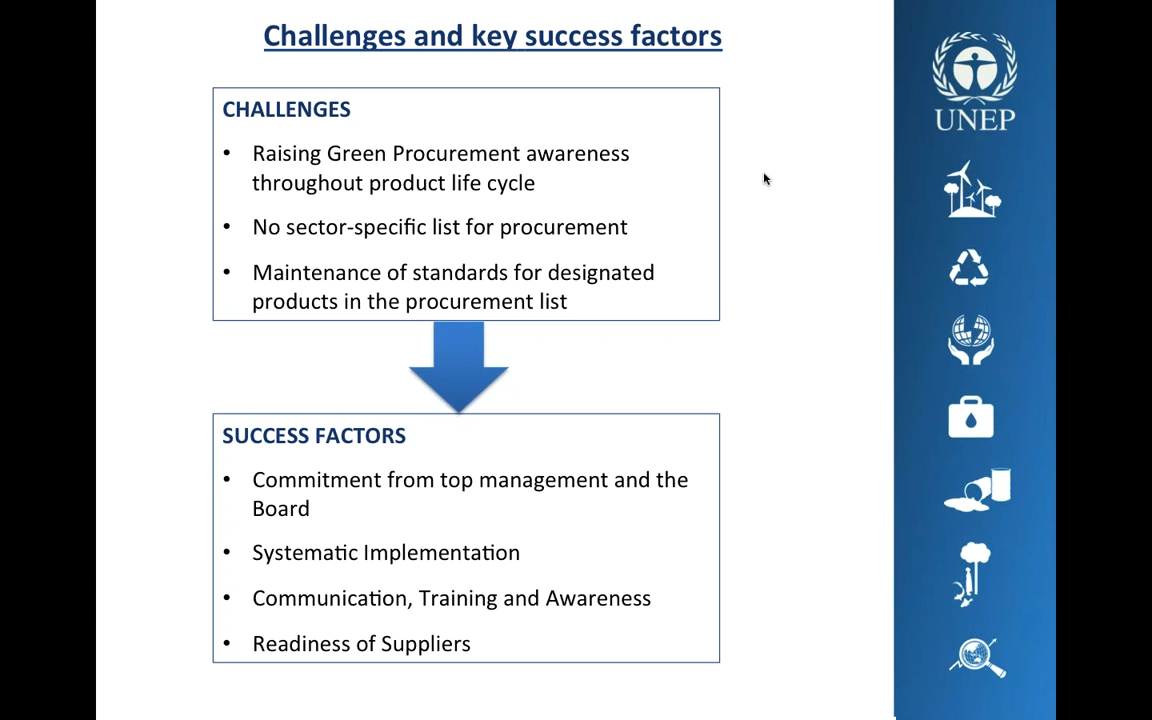 Challenges and key success factors
CHALLENGES
• Raising Green Procurement awareness
throughout product life cycle
• No sector-specific list for procurement
• Maintenance of standards for designated
products in the procurement list
SUCCESS FACTORS
• Commitment from top management and the
Board
• Systematic Implementation
• Communication, Training and Awareness
• Readiness of Suppliers
UNEP